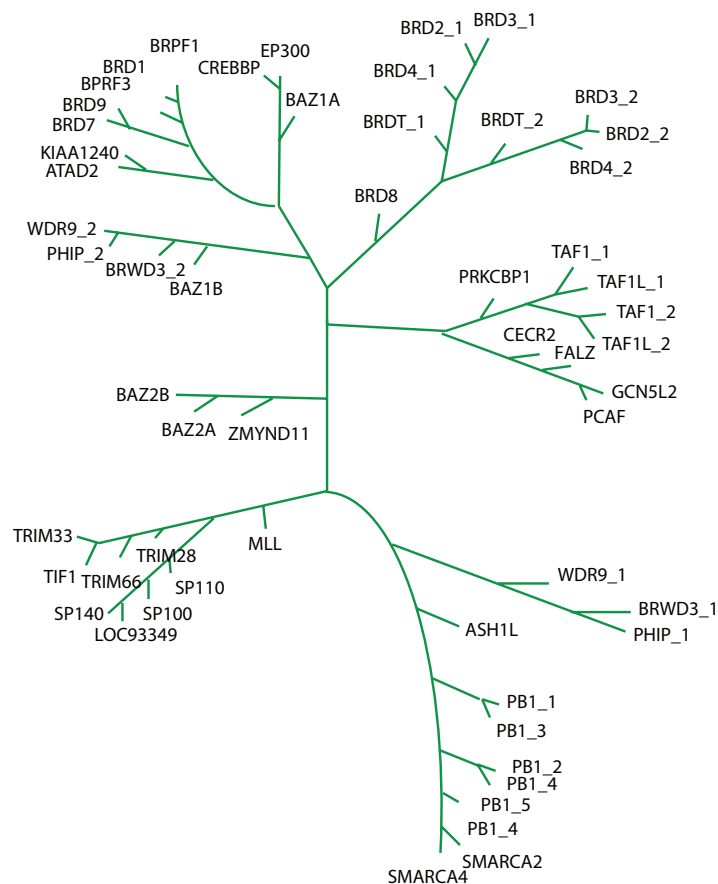 BRD3_1
BRD2_1
BRPF1
EP300
BRD1
CREBBP
BPRF3
BRD4_1
BRD9
BAZ1A
BRD3_2
BRD7
BRDT_1
BRDT_2
BRD2_2
KIAA1240
ATAD2
BRD4_2
BRD8
WDR9_2
PHIP_2
BRWD3_2
BAZ1B
TAF1_1
PRKCBP1
TAF1L_1
TAF1_2
CECR2
TAF1L_2
FALZ
GCN5L2
BAZ2B
PCAF
BAZ2A
ZMYND11
TRIM33
MLL
TRIM28
TIF1
TRIM66
SP110
WDR9_1
SP140
SP100
BRWD3_1
LOC93349
ASH1L
PHIP_1
PB1_1
PB1_3
PB1_2
PB1_4
PB1_5
PB1_4
SMARCA2
SMARCA4